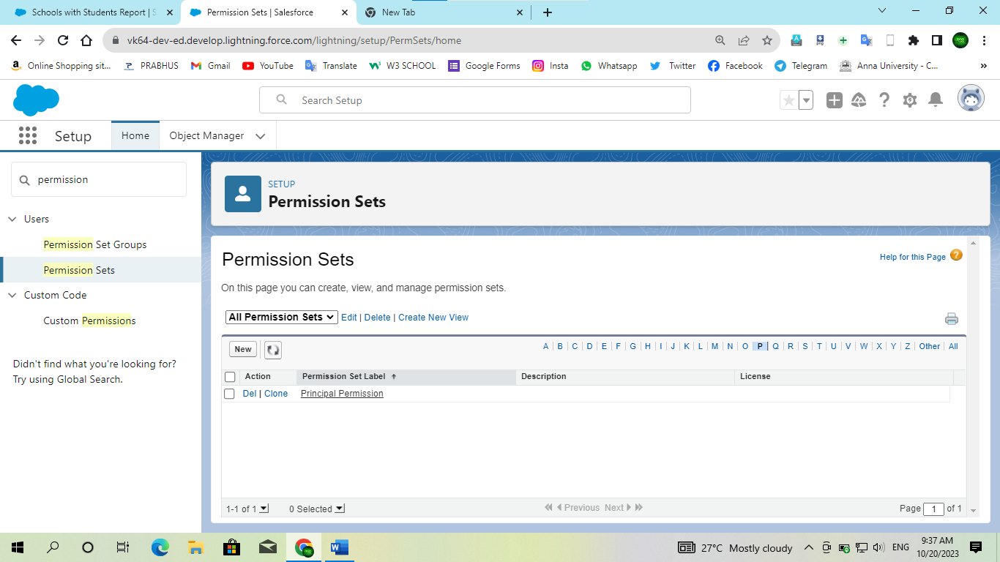 Schools with Students Report | S
Permission Sets | Salesforce
New Tab
vk64-dev-ed.develop.lightning.force.com/lightning/setup/PermSets/home
Online Shopping sit...
PRABHUS
Gmail
YouTube
Translate
W3 SCHOOL
Google Forms
Insta
Whatsapp
Twitter
Facebook
Telegram
Anna University - C...
»
Search Setup
Setup
Home
Object Manager
permission
Users
Permission Set Groups
Permission Sets
Custom Code
Custom Permissions
Didn't find what you're looking for?
Try using Global Search.
SETUP
Permission Sets
Permission Sets
Help for this Page ?
On this page you can create, view, and manage permission sets.
All Permission Sets Edit | Delete | Create New View
New
A | B | C | D | E | F | G | H | I | J | K | L | M | N | O | P | Q | R | S | T | U | V | W | X | Y | Z | Other | All
Action Permission Set Label ↑ Description License
Del | Clone Principal Permission
1-1 of 1 0 Selected Previous Next Page 1 of 1
27°C Mostly cloudy
ENG
9:37 AM
10/20/2023